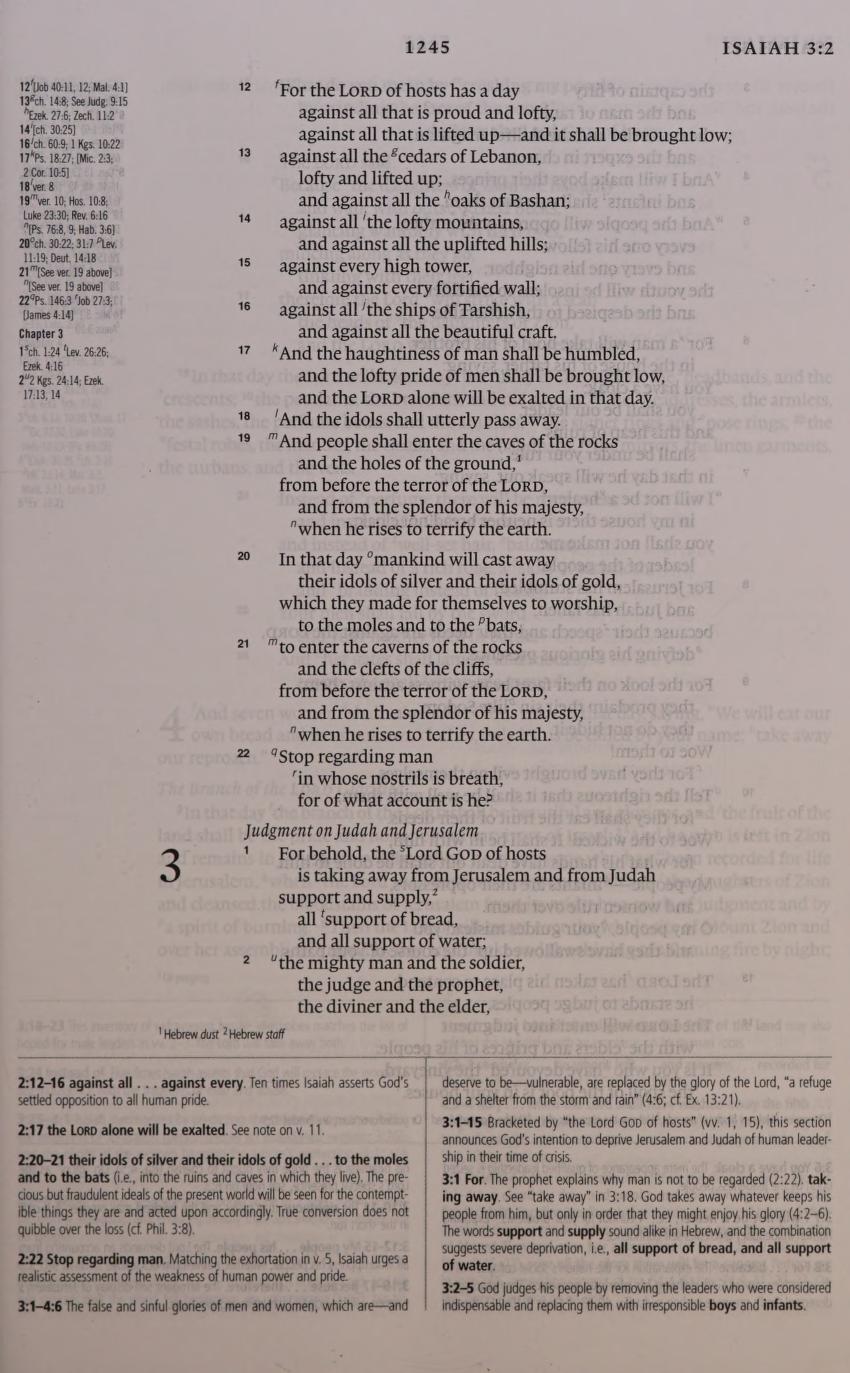 1245
ISAIAH 3:2
12 f[Job 40:11, 12; Mal. 4:1]
13 g ch. 14:8; See Judg. 9:15
h Ezek. 27:6; Zech. 11:2
14 i [ch. 30:25]
16 j ch. 60:9; 1 Kgs. 10:22
17 k Ps. 18:27; [Mic. 2:3;
2 Cor. 10:5]
18 l ver. 8
19 m ver. 10; Hos. 10:8;
Luke 23:30; Rev. 6:16
n [Ps. 76:8, 9; Hab. 3:6]
20 o ch. 30:22; 31:7 p Lev.
11:19; Deut. 14:18
21 m [See ver. 19 above]
n [See ver. 19 above]
22 q Ps. 146:3 r Job 27:3;
[James 4:14]
Chapter 3
1 s ch. 1:24 t Lev. 26:26;
Ezek. 4:16
2 u 2 Kgs. 24:14; Ezek.
17:13, 14
12 f For the LORD of hosts has a day
against all that is proud and lofty,
against all that is lifted up—and it shall be brought low;
13 against all the g cedars of Lebanon,
lofty and lifted up;
and against all the h oaks of Bashan;
14 against all i the lofty mountains,
and against all the uplifted hills;
15 against every high tower,
and against every fortified wall;
16 against all j the ships of Tarshish,
and against all the beautiful craft.
17 k And the haughtiness of man shall be humbled,
and the lofty pride of men shall be brought low,
and the LORD alone will be exalted in that day.
18 l And the idols shall utterly pass away.
19 m And people shall enter the caves of the rocks
and the holes of the ground,1
from before the terror of the LORD,
and from the splendor of his majesty,
n when he rises to terrify the earth.
20 In that day o mankind will cast away
their idols of silver and their idols of gold,
which they made for themselves to worship,
to the moles and to the p bats,
21 m to enter the caverns of the rocks
and the clefts of the cliffs,
from before the terror of the LORD,
and from the splendor of his majesty,
n when he rises to terrify the earth.
22 q Stop regarding man
r in whose nostrils is breath,
for of what account is he?
Judgment on Judah and Jerusalem
3 1 For behold, the s Lord GOD of hosts
is taking away from Jerusalem and from Judah
support and supply,2
all t support of bread,
and all support of water;
2 u the mighty man and the soldier,
the judge and the prophet,
the diviner and the elder,
1 Hebrew dust 2 Hebrew staff
2:12–16 against all . . . against every. Ten times Isaiah asserts God's
settled opposition to all human pride.
2:17 the LORD alone will be exalted. See note on v. 11.
2:20–21 their idols of silver and their idols of gold . . . to the moles
and to the bats (i.e., into the ruins and caves in which they live). The pre-
cious but fraudulent ideals of the present world will be seen for the contempt-
ible things they are and acted upon accordingly. True conversion does not
quibble over the loss (cf. Phil. 3:8).
2:22 Stop regarding man. Matching the exhortation in v. 5, Isaiah urges a
realistic assessment of the weakness of human power and pride.
3:1–4:6 The false and sinful glories of men and women, which are—and
deserve to be—vulnerable, are replaced by the glory of the Lord, "a refuge
and a shelter from the storm and rain" (4:6; cf. Ex. 13:21).
3:1–15 Bracketed by "the Lord GOD of hosts" (vv. 1, 15), this section
announces God's intention to deprive Jerusalem and Judah of human leader-
ship in their time of crisis.
3:1 For. The prophet explains why man is not to be regarded (2:22). tak-
ing away. See "take away" in 3:18. God takes away whatever keeps his
people from him, but only in order that they might enjoy his glory (4:2–6).
The words support and supply sound alike in Hebrew, and the combination
suggests severe deprivation, i.e., all support of bread, and all support
of water.
3:2–5 God judges his people by removing the leaders who were considered
indispensable and replacing them with irresponsible boys and infants.